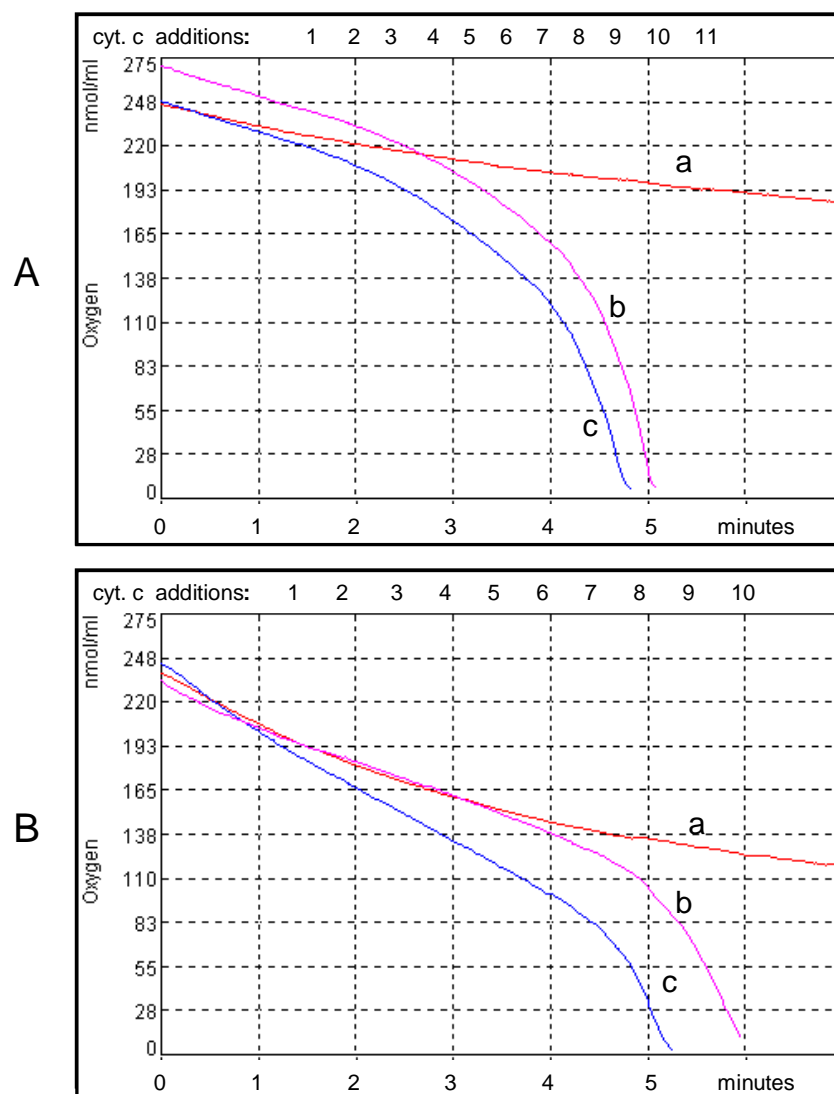 A
cyt. c additions: 1 2 3 4 5 6 7 8 9 10 11
nmol/ml
Oxygen
275
248
220
193
165
138
110
83
55
28
0
a
b
c
0 1 2 3 4 5 minutes
B
cyt. c additions: 1 2 3 4 5 6 7 8 9 10
nmol/ml
Oxygen
275
248
220
193
165
138
110
83
55
28
0
a
b
c
0 1 2 3 4 5 minutes